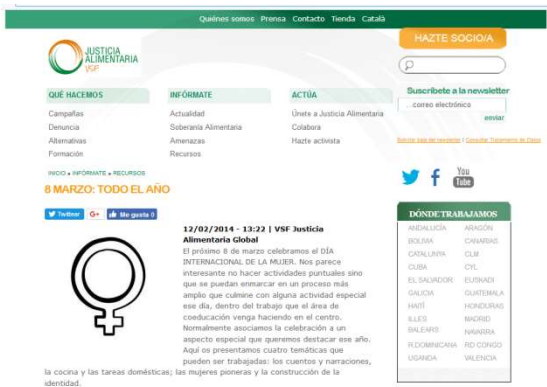 Quiénes somos Prensa Contacto Tienda Català
HAZTE SOCIO/A
JUSTICIA
ALIMENTARIA
VSF
QUÉ HACEMOS
Campañas
Denuncia
Alternativas
Formación
INFÓRMATE
Actualidad
Soberanía Alimentaria
Amenazas
Recursos
ACTÚA
Únete a Justicia Alimentaria
Colabora
Hazte activista
Suscríbete a la newsletter
correo electrónico
enviar
INICIO » INFÓRMATE » RECURSOS
8 MARZO: TODO EL AÑO
Twittear G+ Me gusta 0
You
Tube
12/02/2014 - 13:22 | VSF Justicia
Alimentaria Global
El próximo 8 de marzo celebramos el DÍA
INTERNACIONAL DE LA MUJER. Nos parece
interesante no hacer actividades puntuales sino
que se puedan enmarcar en un proceso más
amplio que culmine con alguna actividad especial
ese día, dentro del trabajo que el área de
coeducación venga haciendo en el centro.
Normalmente asociamos la celebración a un
aspecto especial que queremos destacar ese año.
Aquí os presentamos cuatro temáticas que
pueden ser trabajadas: los cuentos y narraciones,
la cocina y las tareas domésticas; las mujeres pioneras y la construcción de la
identidad.
DÓNDE TRABAJAMOS
ANDALUCÍA ARAGÓN
BOLIVIA CANARIAS
CATALUNYA CLM
CUBA CYL
EL SALVADOR EUSKADI
GALICIA GUATEMALA
HAITÍ HONDURAS
ILLES MADRID
BALEARS NAVARRA
R.DOMINICANA RD CONGO
UGANDA VALENCIA